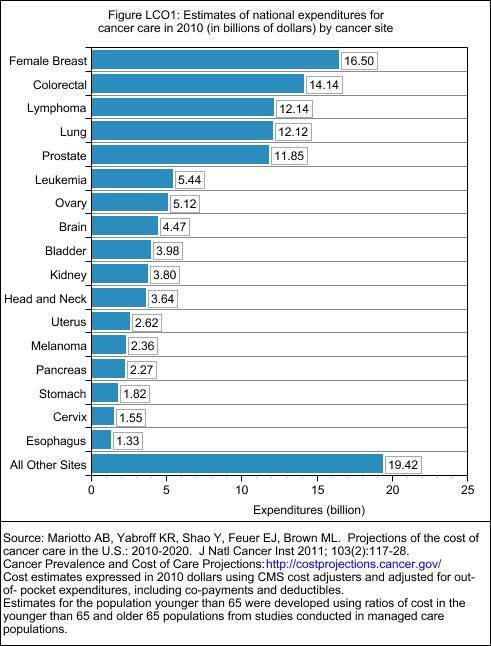 Figure LCO1: Estimates of national expenditures for
cancer care in 2010 (in billions of dollars) by cancer site
Female Breast 16.50
Colorectal 14.14
Lymphoma 12.14
Lung 12.12
Prostate 11.85
Leukemia 5.44
Ovary 5.12
Brain 4.47
Bladder 3.98
Kidney 3.80
Head and Neck 3.64
Uterus 2.62
Melanoma 2.36
Pancreas 2.27
Stomach 1.82
Cervix 1.55
Esophagus 1.33
All Other Sites 19.42
0 5 10 15 20 25
Expenditures (billion)
Source: Mariotto AB, Yabroff KR, Shao Y, Feuer EJ, Brown ML. Projections of the cost of
cancer care in the U.S.: 2010-2020. J Natl Cancer Inst 2011; 103(2):117-28.
Cancer Prevalence and Cost of Care Projections:http://costprojections.cancer.gov/
Cost estimates expressed in 2010 dollars using CMS cost adjusters and adjusted for out-
of- pocket expenditures, including co-payments and deductibles.
Estimates for the population younger than 65 were developed using ratios of cost in the
younger than 65 and older 65 populations from studies conducted in managed care
populations.